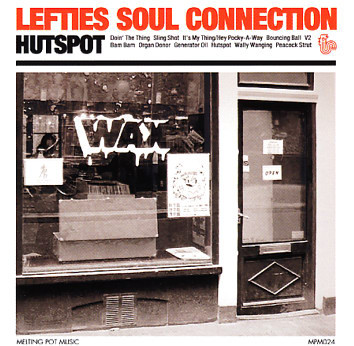 LEFTIES SOUL CONNECTION
HUTSPOT
Doin' The Thing Sling Shot It's My Thing/Hey Pocky-A-Way Bouncing Ball V2
Bam Bam Organ Donor Generator Oil Hutspot Wally Wanging Peacock Strut
WAX
OPEN
MELTING POT MUSIC
MPM024